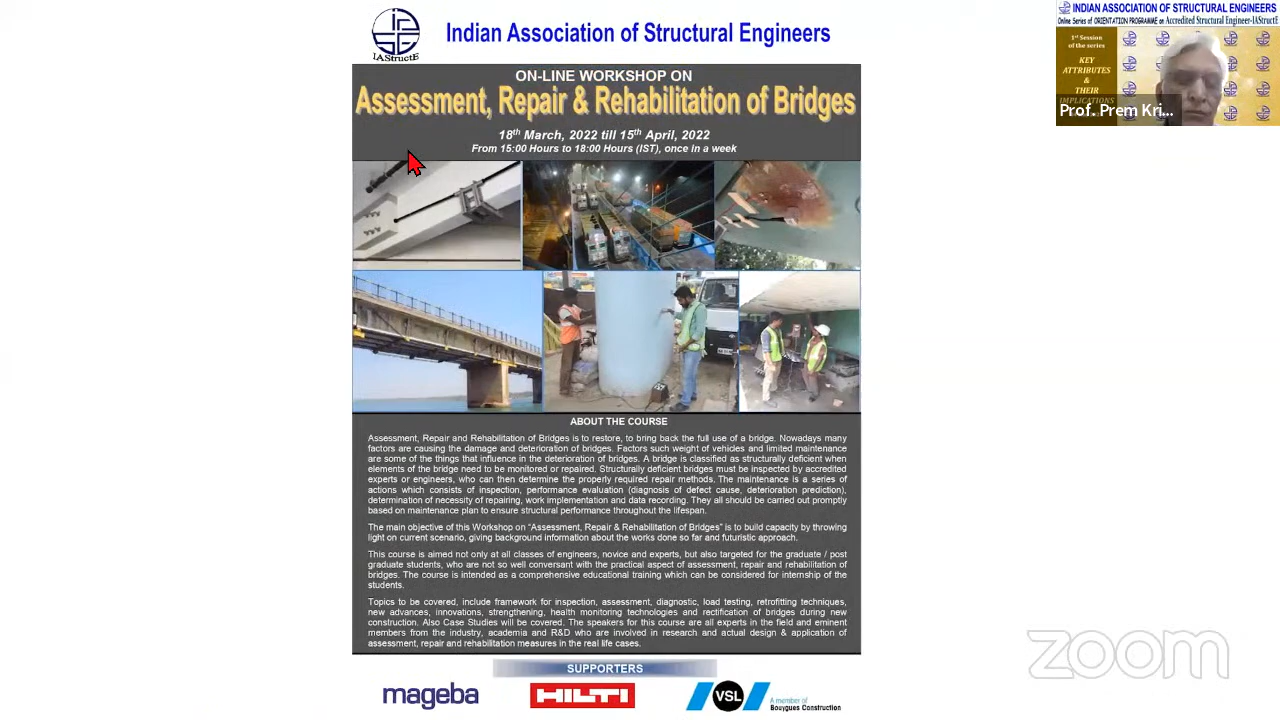 IAStructE
Indian Association of Structural Engineers
ON-LINE WORKSHOP ON
Assessment, Repair & Rehabilitation of Bridges
18th March, 2022 till 15th April, 2022
From 15:00 Hours to 18:00 Hours (IST), once in a week
ABOUT THE COURSE
Assessment, Repair and Rehabilitation of Bridges is to restore, to bring back the full use of a bridge. Nowadays many
factors are causing the damage and deterioration of bridges. Factors such weight of vehicles and limited maintenance
are some of the things that influence in the deterioration of bridges. A bridge is classified as structurally deficient when
elements of the bridge need to be monitored or repaired. Structurally deficient bridges must be inspected by accredited
experts or engineers, who can then determine the properly required repair methods. The maintenance is a series of
actions which consists of inspection, performance evaluation (diagnosis of defect cause, deterioration prediction),
determination of necessity of repairing, work implementation and data recording. They all should be carried out promptly
based on maintenance plan to ensure structural performance throughout the lifespan.
The main objective of this Workshop on “Assessment, Repair & Rehabilitation of Bridges” is to build capacity by throwing
light on current scenario, giving background information about the works done so far and futuristic approach.
This course is aimed not only at all classes of engineers, novice and experts, but also targeted for the graduate / post
graduate students, who are not so well conversant with the practical aspect of assessment, repair and rehabilitation of
bridges. The course is intended as a comprehensive educational training which can be considered for internship of the
students.
Topics to be covered, include framework for inspection, assessment, diagnostic, load testing, retrofitting techniques,
new advances, innovations, strengthening, health monitoring technologies and rectification of bridges during new
construction. Also Case Studies will be covered. The speakers for this course are all experts in the field and eminent
members from the industry, academia and R&D who are involved in research and actual design & application of
assessment, repair and rehabilitation measures in the real life cases.
SUPPORTERS
mageba
HILTI
VSL
A member of
Bouygues Construction
INDIAN ASSOCIATION OF STRUCTURAL ENGINEERS
Online Series of ORIENTATION PROGRAMME on Accredited Structural Engineer-IAStructE
1st Session
of the series
KEY
ATTRIBUTES
&
THEIR
IMPLICATIONS
Prof. Prem Kri...
zoom